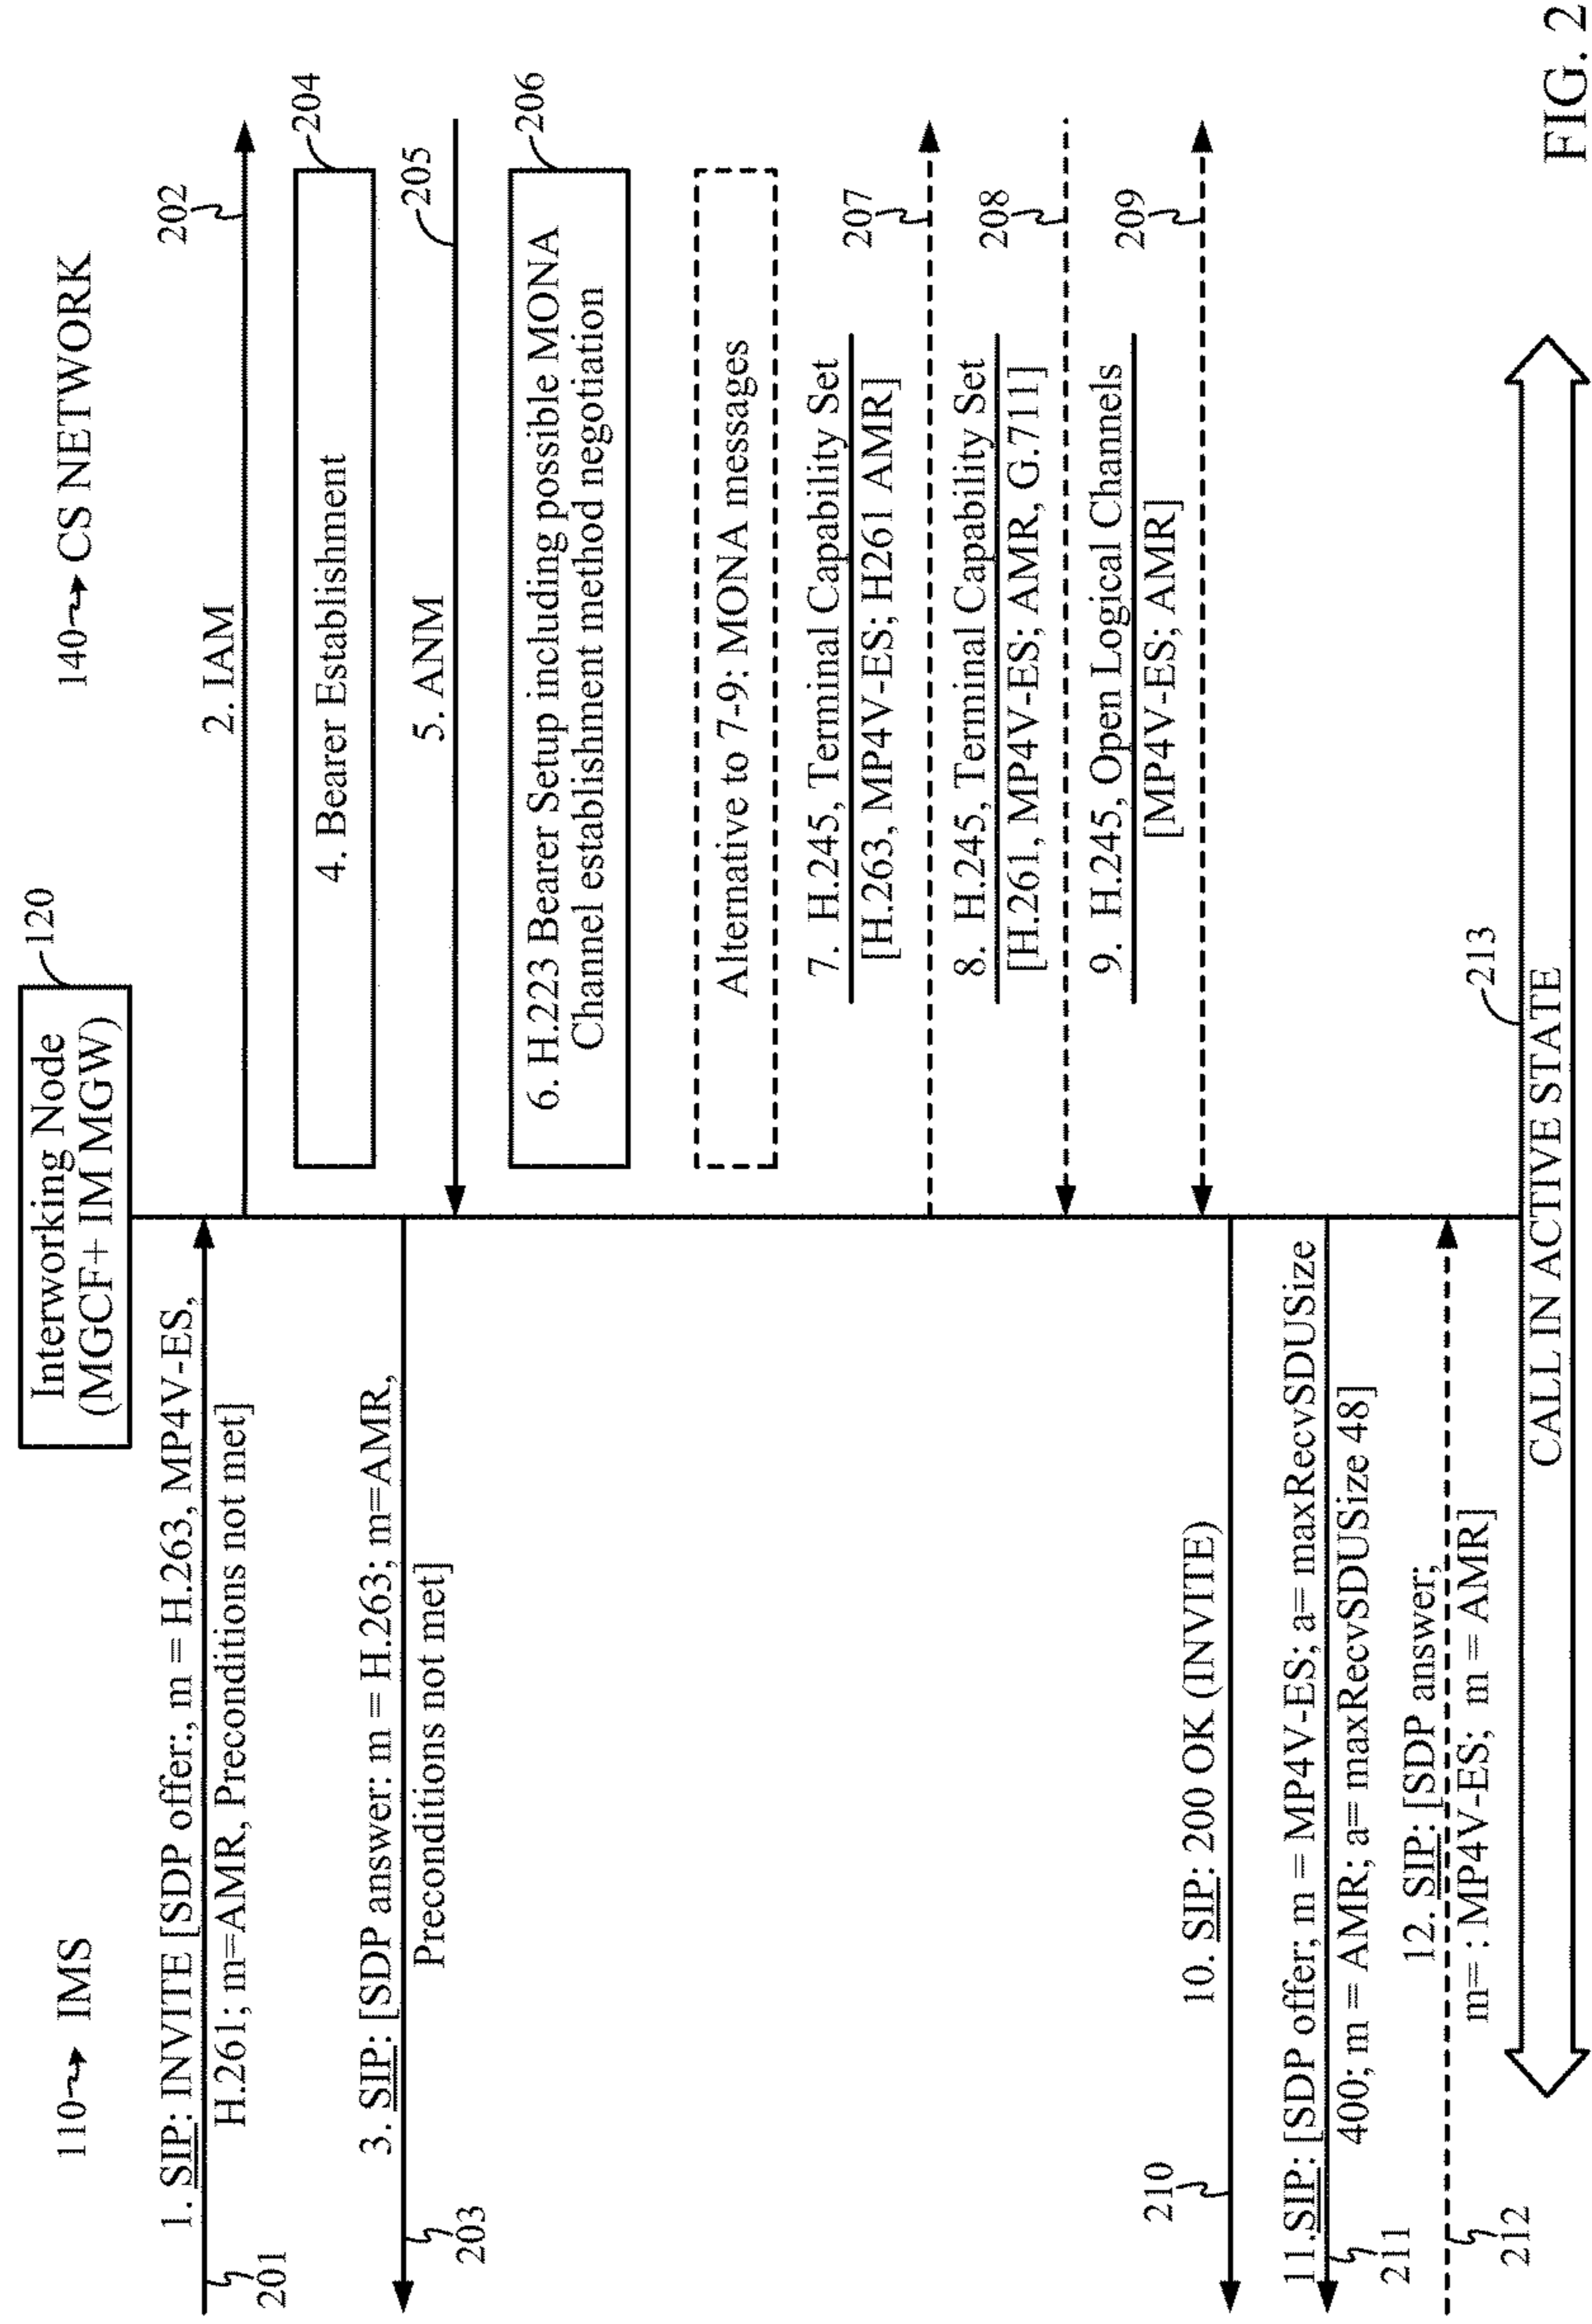 110 IMS
Interworking Node
(MGCF+ IM MGW)
120
140 CS NETWORK
1. SIP: INVITE [SDP offer:, m = H.263, MP4V-ES,
H.261; m=AMR, Preconditions not met]
201
2. IAM
202
3. SIP: [SDP answer: m = H.263; m=AMR,
Preconditions not met]
203
4. Bearer Establishment
204
5. ANM
205
6. H.223 Bearer Setup including possible MONA
Channel establishment method negotiation
206
Alternative to 7-9: MONA messages
7. H.245, Terminal Capability Set
[H.263, MP4V-ES; H261 AMR]
207
8. H.245, Terminal Capability Set
[H.261, MP4V-ES; AMR, G.711]
208
9. H.245, Open Logical Channels
[MP4V-ES; AMR]
209
10. SIP: 200 OK (INVITE)
210
11.SIP: [SDP offer; m = MP4V-ES; a= maxRecvSDUSize
400; m = AMR; a= maxRecvSDUSize 48]
211
12. SIP: [SDP answer;
m= : MP4V-ES; m = AMR]
212
213
CALL IN ACTIVE STATE
FIG. 2